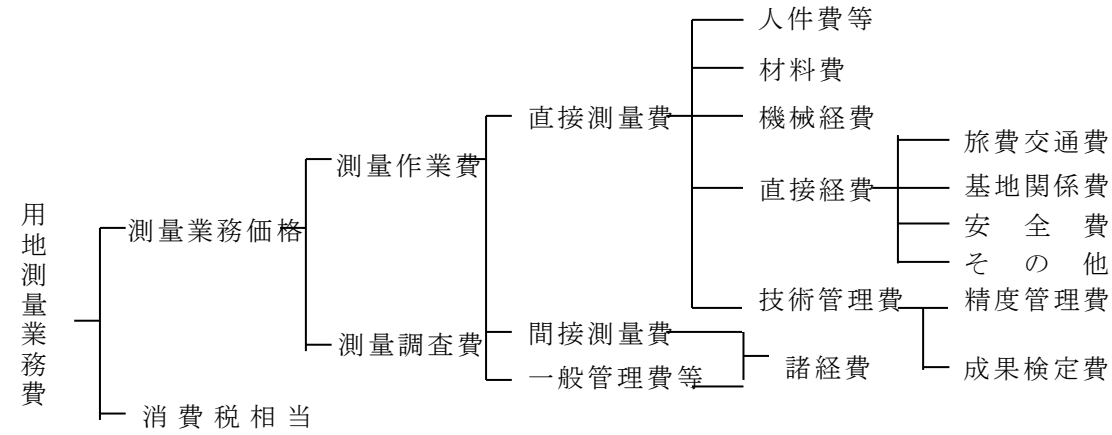 用地測量業務費
測量業務価格
消費税相当
測量作業費
測量調査費
直接測量費
間接測量費
一般管理費等
諸経費
人件費等
材料費
機械経費
直接経費
技術管理費
旅費交通費
基地関係費
安全費
その他
精度管理費
成果検定費